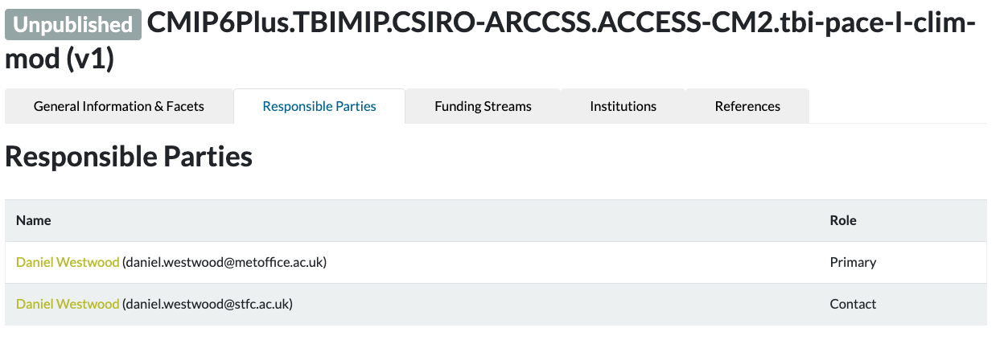 Unpublished CMIP6Plus.TBIMIP.CSIRO-ARCCSS.ACCESS-CM2.tbi-pace-I-clim-
mod (v1)
General Information & Facets Responsible Parties Funding Streams Institutions References
Responsible Parties
Name Role
Daniel Westwood (daniel.westwood@metoffice.ac.uk) Primary
Daniel Westwood (daniel.westwood@stfc.ac.uk) Contact